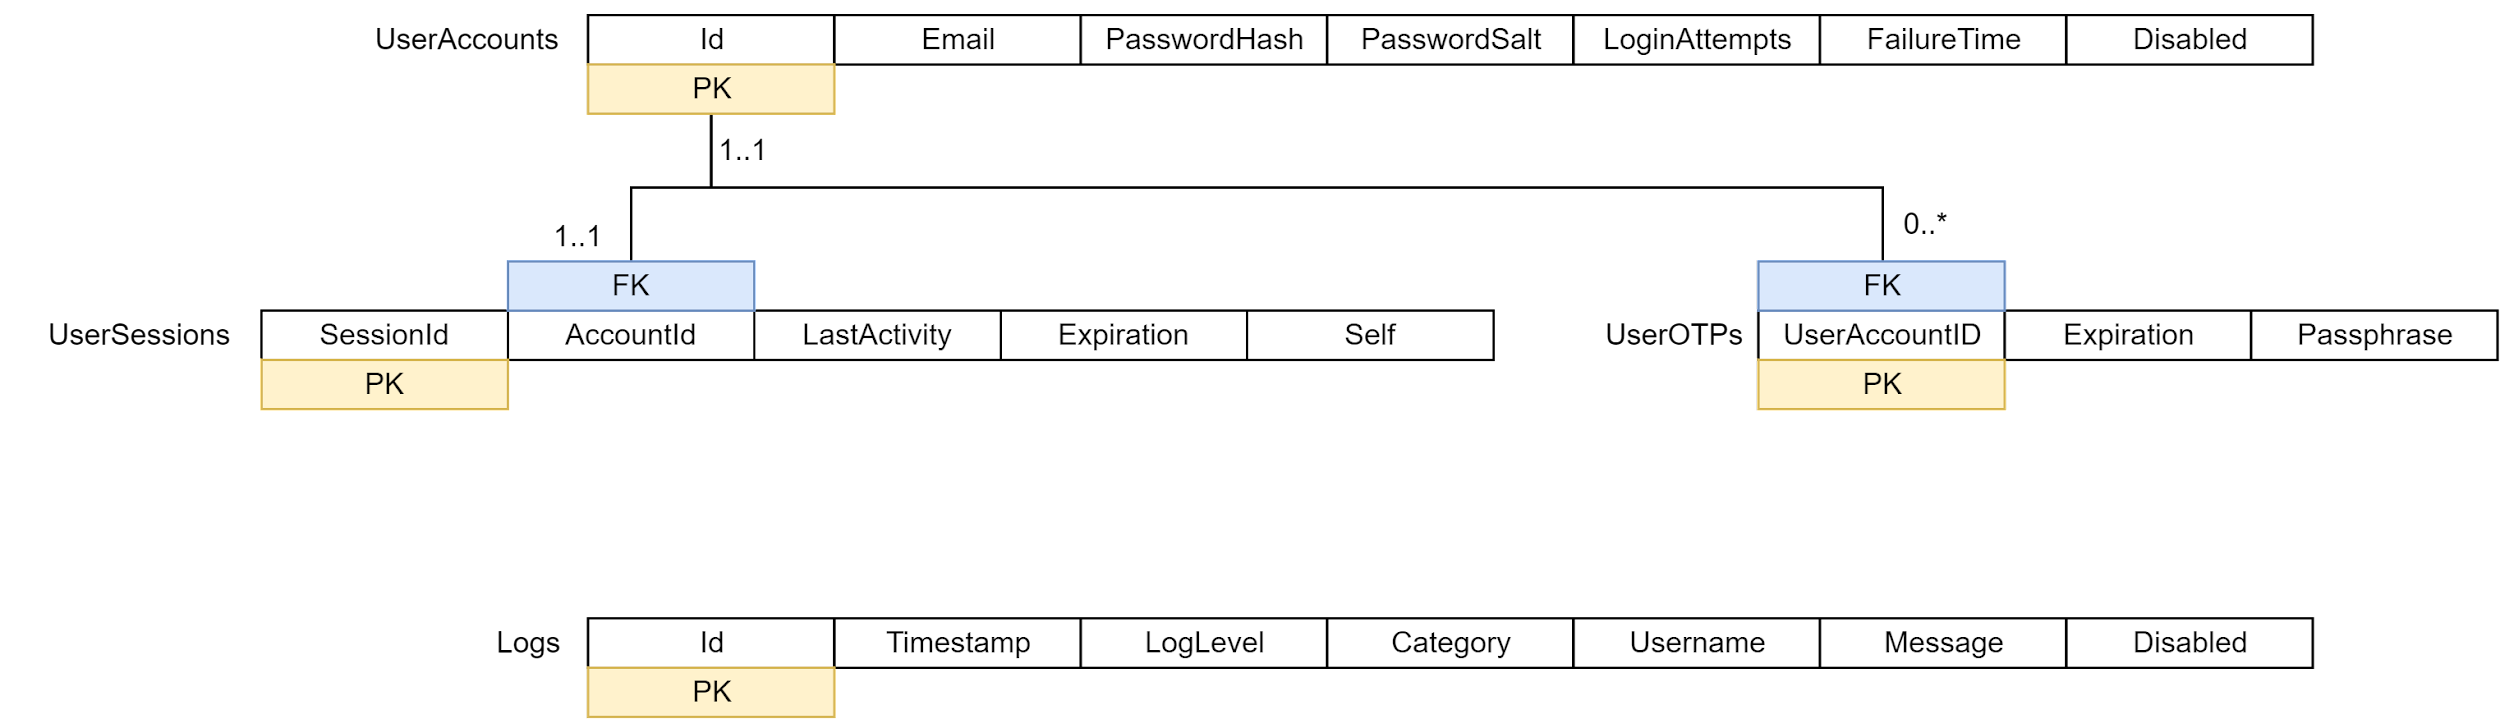 UserAccounts Id Email PasswordHash PasswordSalt LoginAttempts FailureTime Disabled
PK
1..1
1..1 0..*
FK FK
UserSessions SessionId AccountId LastActivity Expiration Self UserOTPs UserAccountID Expiration Passphrase
PK PK
Logs Id Timestamp LogLevel Category Username Message Disabled
PK